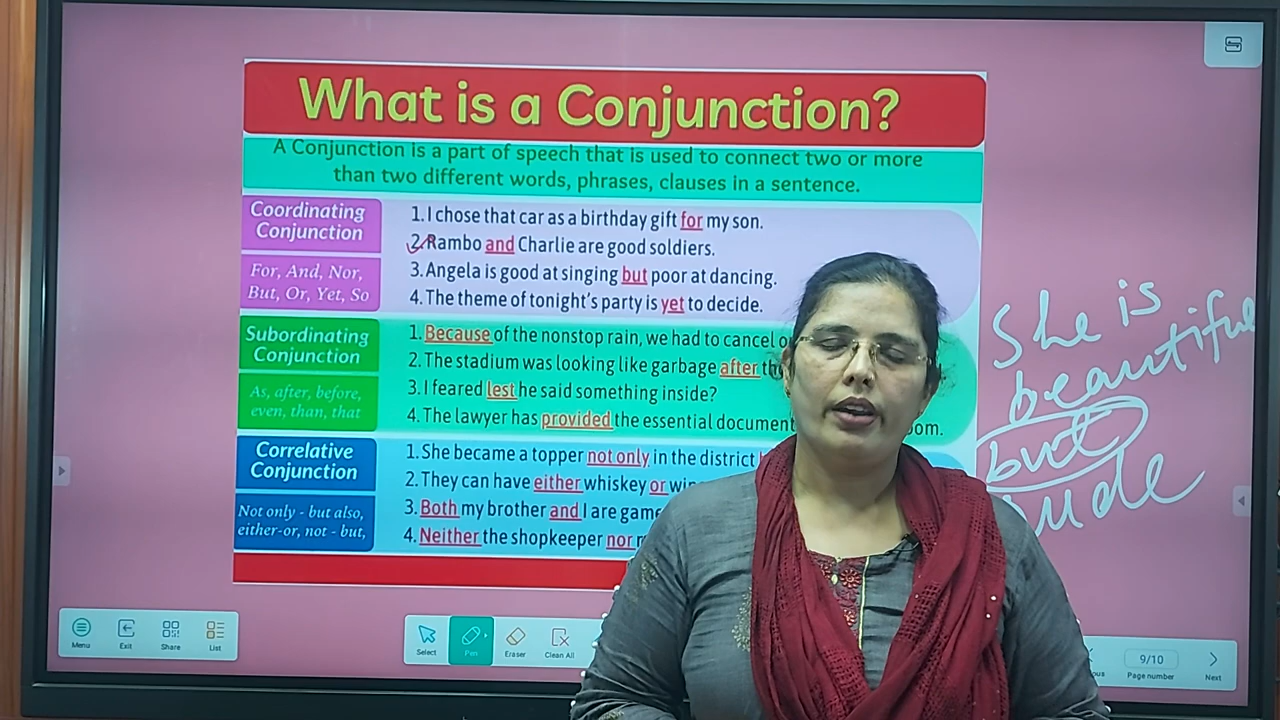 What is a Conjunction?
A Conjunction is a part of speech that is used to connect two or more
than two different words, phrases, clauses in a sentence.
Coordinating
Conjunction
For, And, Nor,
But, Or, Yet, So
1. I chose that car as a birthday gift for my son.
2. Rambo and Charlie are good soldiers.
3. Angela is good at singing but poor at dancing.
4. The theme of tonight's party is yet to decide.
Subordinating
Conjunction
As, after, before,
even, than, that
1. Because of the nonstop rain, we had to cancel
2. The stadium was looking like garbage after
3. I feared lest he said something inside?
4. The lawyer has provided the essential
Correlative
Conjunction
Not only - but also,
either-or, not - but,
1. She became a topper not only in the district
2. They can have either whiskey or
3. Both my brother and I are
4. Neither the shopkeeper nor
She is
beautiful
but
rude
Menu
Exit
Share
List
Select
Pen
Eraser
Clean All
9/10
Page number
Next